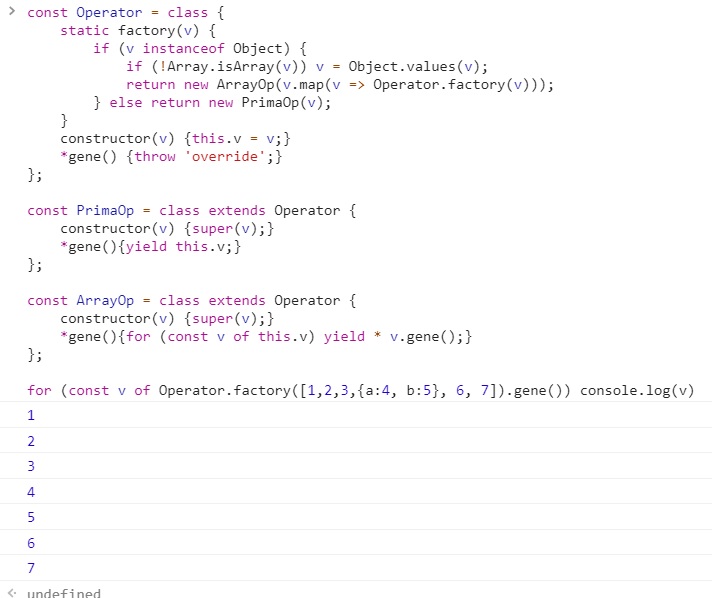 > const Operator = class {
    static factory(v) {
        if (v instanceof Object) {
            if (!Array.isArray(v)) v = Object.values(v);
            return new ArrayOp(v.map(v => Operator.factory(v)));
        } else return new PrimaOp(v);
    }
    constructor(v) {this.v = v;}
    *gene() {throw 'override';}
};

const PrimaOp = class extends Operator {
    constructor(v) {super(v);}
    *gene(){yield this.v;}
};

const ArrayOp = class extends Operator {
    constructor(v) {super(v);}
    *gene(){for (const v of this.v) yield * v.gene();}
};

for (const v of Operator.factory([1,2,3,{a:4, b:5}, 6, 7]).gene()) console.log(v)
1
2
3
4
5
6
7
undefined